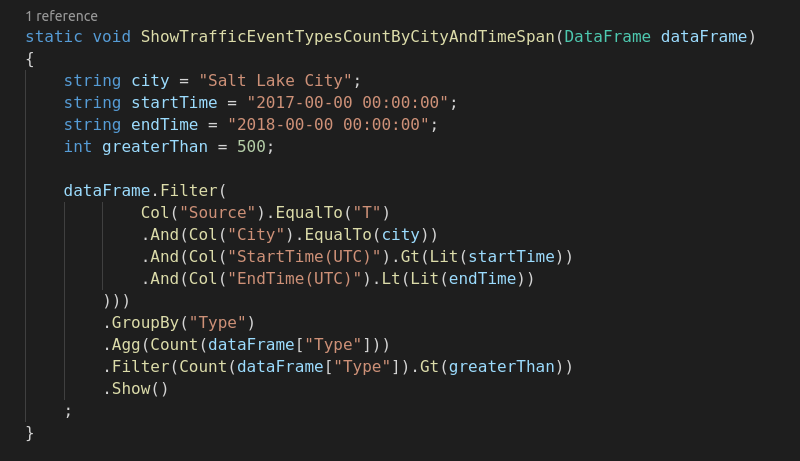 1 reference
static void ShowTrafficEventTypesCountByCityAndTimeSpan(DataFrame dataFrame)
{
    string city = "Salt Lake City";
    string startTime = "2017-00-00 00:00:00";
    string endTime = "2018-00-00 00:00:00";
    int greaterThan = 500;

    dataFrame.Filter(
            Col("Source").EqualTo("T")
            .And(Col("City").EqualTo(city))
            .And(Col("StartTime(UTC)").Gt(Lit(startTime))
            .And(Col("EndTime(UTC)").Lt(Lit(endTime))
        )))
        .GroupBy("Type")
        .Agg(Count(dataFrame["Type"]))
        .Filter(Count(dataFrame["Type"]).Gt(greaterThan))
        .Show()
    ;
}